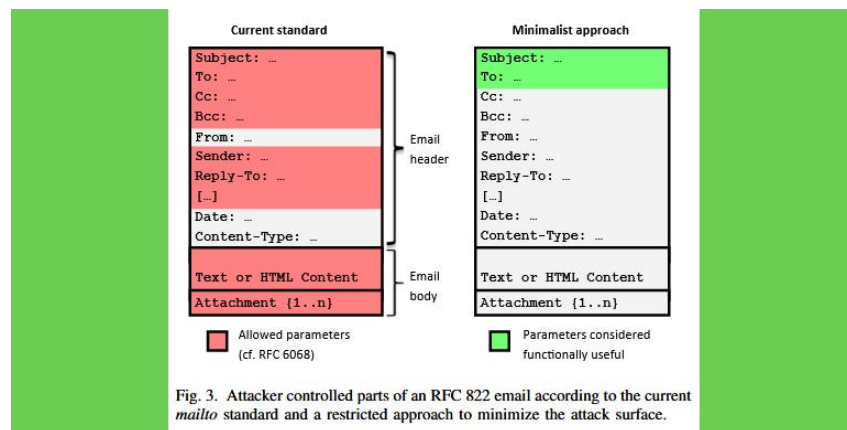 Current standard
Subject: …
To: …
Cc: …
Bcc: …
From: …
Sender: …
Reply-To: …
[…]
Date: …
Content-Type: …
Text or HTML Content
Attachment {1..n}
Email
header
Email
body
Allowed parameters
(cf. RFC 6068)
Minimalist approach
Subject: …
To: …
Cc: …
Bcc: …
From: …
Sender: …
Reply-To: …
[…]
Date: …
Content-Type: …
Text or HTML Content
Attachment {1..n}
Parameters considered
functionally useful
Fig. 3. Attacker controlled parts of an RFC 822 email according to the current
mailto standard and a restricted approach to minimize the attack surface.